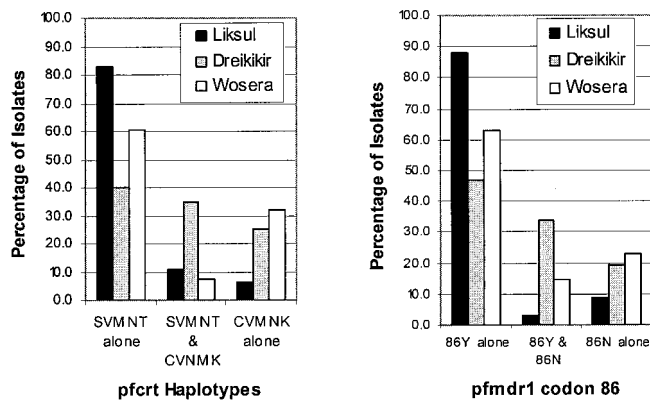 100.0
90.0
80.0
70.0
60.0
50.0
40.0
30.0
20.0
10.0
0.0
Percentage of Isolates
Liksul
Dreikikir
Wosera
SVMNT alone
SVMNT & CVNMK
CVMNK alone
pfcrt Haplotypes
100.0
90.0
80.0
70.0
60.0
50.0
40.0
30.0
20.0
10.0
0.0
Percentage of Isolates
Liksul
Dreikikir
Wosera
86Y alone
86Y & 86N
86N alone
pfmdr1 codon 86